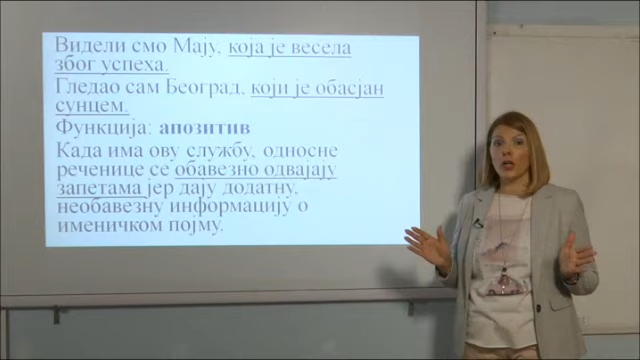 Видели смо Мају, која је весела
због успеха.
Гледао сам Београд, који је обасјан
сунцем.
Функција: апозитив
Када има ову службу, односне
реченице се обавезно одвајају
запетама јер дају додатну,
необавезну информацију о
именичком појму.